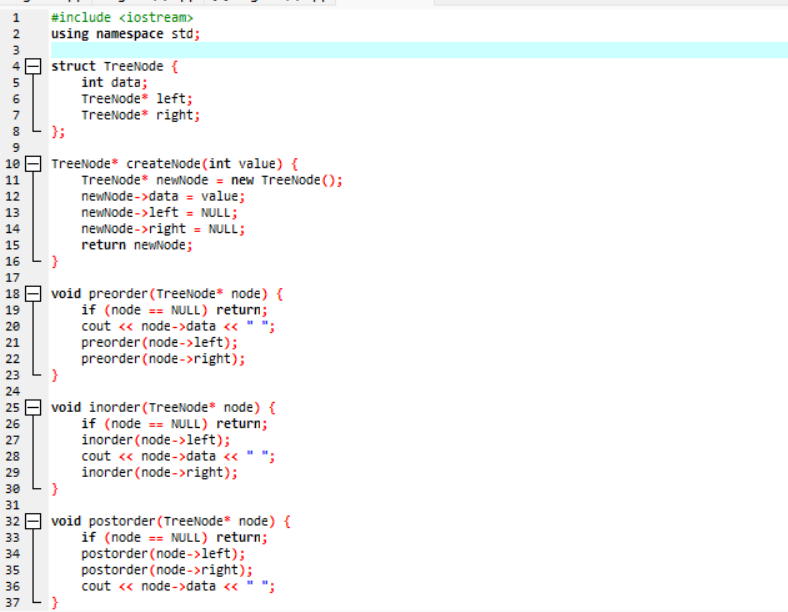 1 #include <iostream>
2 using namespace std;
3
4 struct TreeNode {
5     int data;
6     TreeNode* left;
7     TreeNode* right;
8 };
9
10 TreeNode* createNode(int value) {
11     TreeNode* newNode = new TreeNode();
12     newNode->data = value;
13     newNode->left = NULL;
14     newNode->right = NULL;
15     return newNode;
16 }
17
18 void preorder(TreeNode* node) {
19     if (node == NULL) return;
20     cout << node->data << " ";
21     preorder(node->left);
22     preorder(node->right);
23 }
24
25 void inorder(TreeNode* node) {
26     if (node == NULL) return;
27     inorder(node->left);
28     cout << node->data << " ";
29     inorder(node->right);
30 }
31
32 void postorder(TreeNode* node) {
33     if (node == NULL) return;
34     postorder(node->left);
35     postorder(node->right);
36     cout << node->data << " ";
37 }